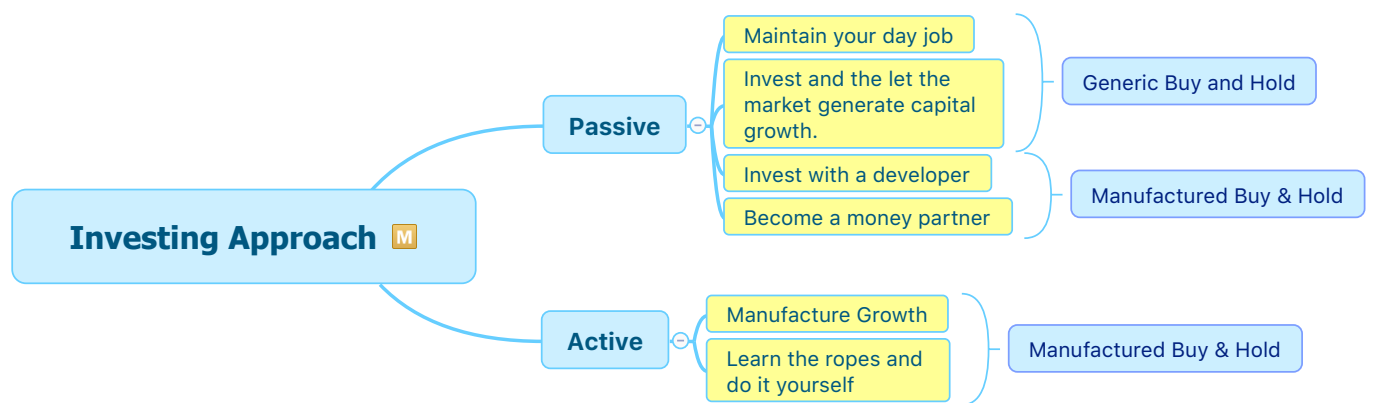 Maintain your day job
Invest and the let the
market generate capital
growth.
Generic Buy and Hold
Passive
Invest with a developer
Become a money partner
Manufactured Buy & Hold
Investing Approach M
Manufacture Growth
Active
Learn the ropes and
do it yourself
Manufactured Buy & Hold